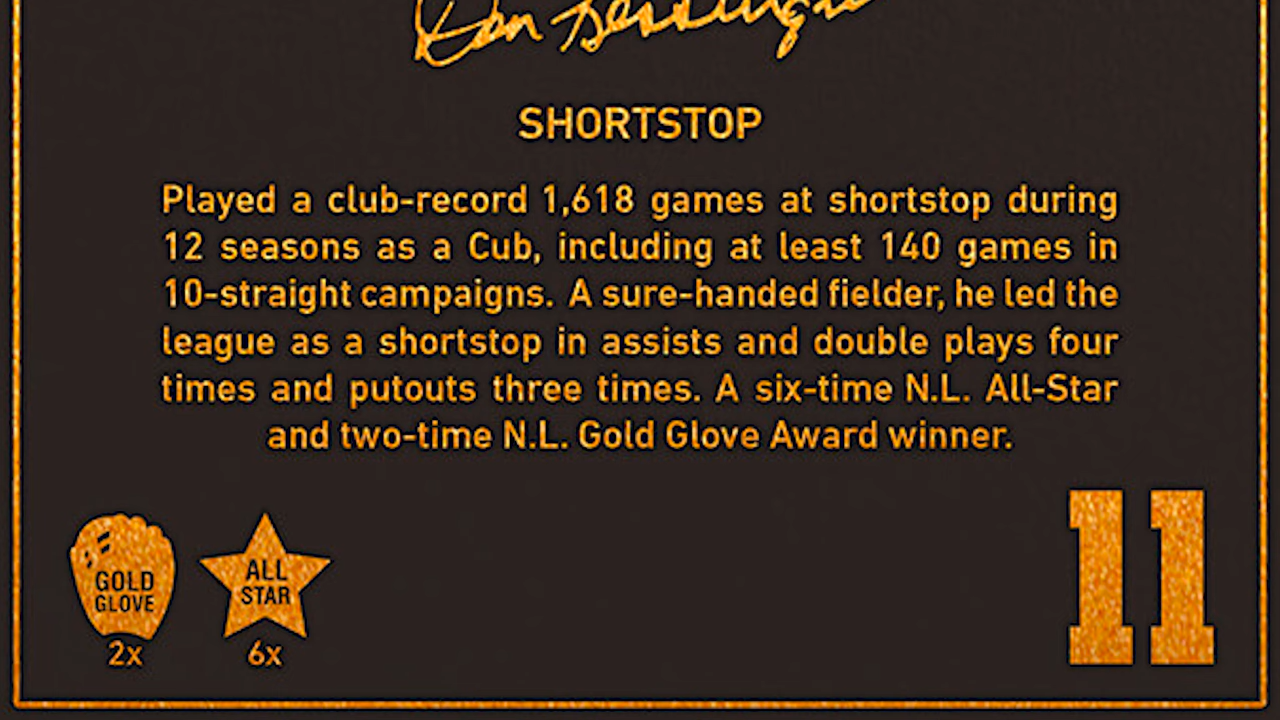 Don Kessinger
SHORTSTOP
Played a club-record 1,618 games at shortstop during
12 seasons as a Cub, including at least 140 games in
10-straight campaigns. A sure-handed fielder, he led the
league as a shortstop in assists and double plays four
times and putouts three times. A six-time N.L. All-Star
and two-time N.L. Gold Glove Award winner.
GOLD
GLOVE
2x
ALL
STAR
6x
11